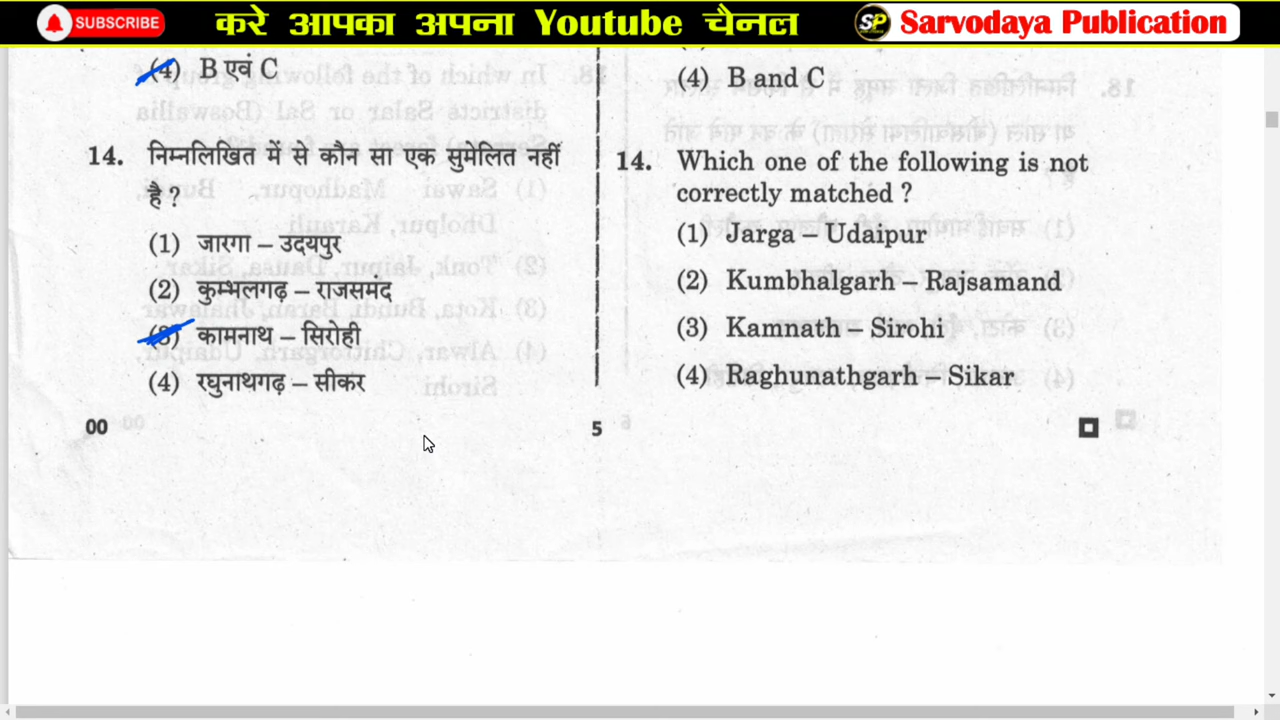 SUBSCRIBE
करे आपका अपना Youtube चैनल
SP Sarvodaya Publication
(4) B एवं C
14. निम्नलिखित में से कौन सा एक सुमेलित नहीं
है ?
(1) जारगा – उदयपुर
(2) कुम्भलगढ़ – राजसमंद
(3) कामनाथ – सिरोही
(4) रघुनाथगढ़ – सीकर
(4) B and C
14. Which one of the following is not
correctly matched ?
(1) Jarga – Udaipur
(2) Kumbhalgarh – Rajsamand
(3) Kamnath – Sirohi
(4) Raghunathgarh – Sikar
00
5